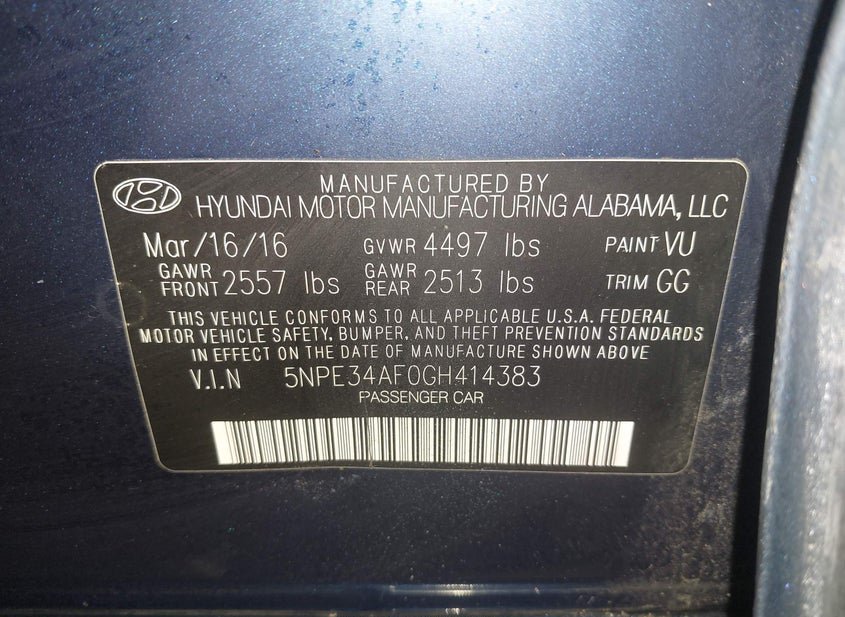 MANUFACTURED BY
HYUNDAI MOTOR MANUFACTURING ALABAMA, LLC
Mar/16/16 GVWR 4497 lbs PAINT VU
GAWR FRONT 2557 lbs GAWR REAR 2513 lbs TRIM GG
THIS VEHICLE CONFORMS TO ALL APPLICABLE U.S.A. FEDERAL
MOTOR VEHICLE SAFETY, BUMPER, AND THEFT PREVENTION STANDARDS
IN EFFECT ON THE DATE OF MANUFACTURE SHOWN ABOVE
V.I.N 5NPE34AF0GH414383
PASSENGER CAR